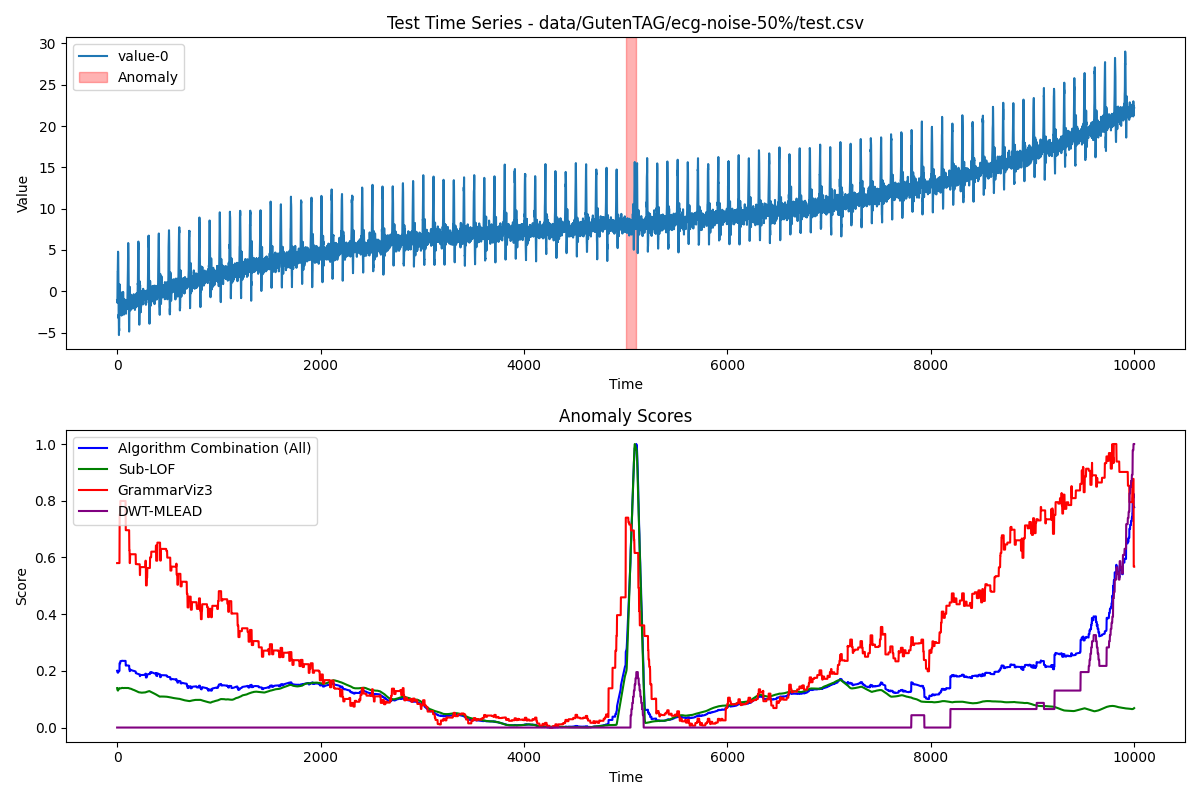 Test Time Series - data/GutenTAG/ecg-noise-50%/test.csv
value-0
Anomaly
30
25
20
15
10
5
0
−5
Value
0
2000
4000
6000
8000
10000
Time
Anomaly Scores
Algorithm Combination (All)
Sub-LOF
GrammarViz3
DWT-MLEAD
1.0
0.8
0.6
0.4
0.2
0.0
Score
0
2000
4000
6000
8000
10000
Time